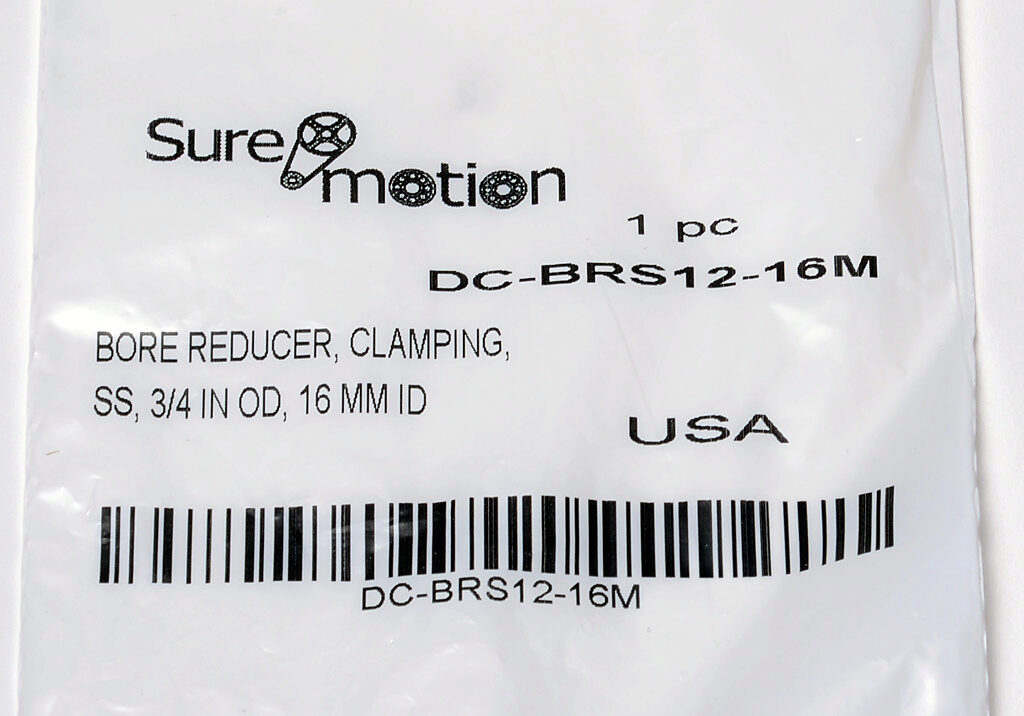 Sure
motion
1 pc
DC-BRS12-16M
BORE REDUCER, CLAMPING,
SS, 3/4 IN OD, 16 MM ID
USA
DC-BRS12-16M